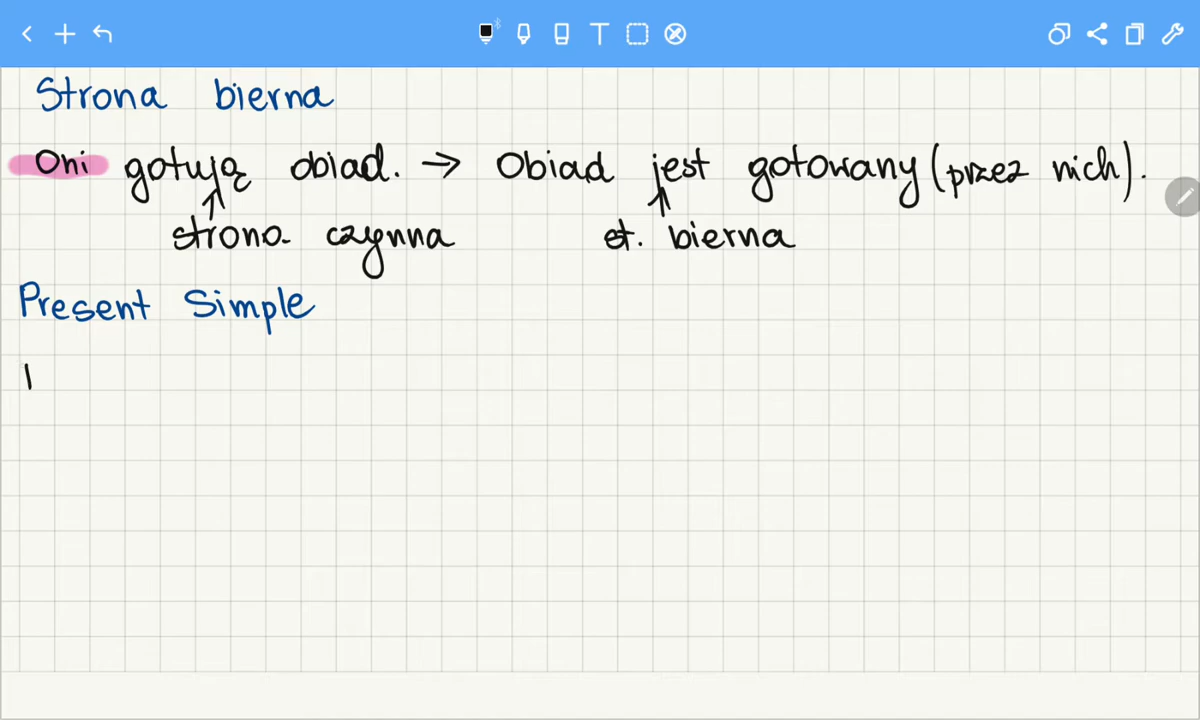 Strona bierna
Oni gotują obiad. → Obiad jest gotowany (przez nich).
strona czynna st. bierna
Present Simple